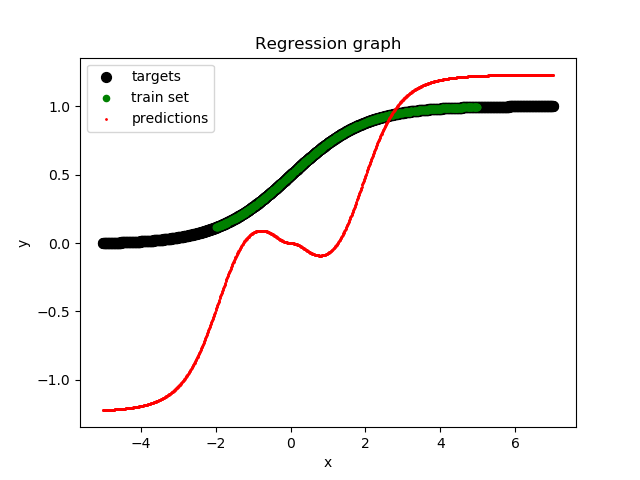 Regression graph
targets
train set
predictions
1.0
0.5
0.0
−0.5
−1.0
y
−4 −2 0 2 4 6
x